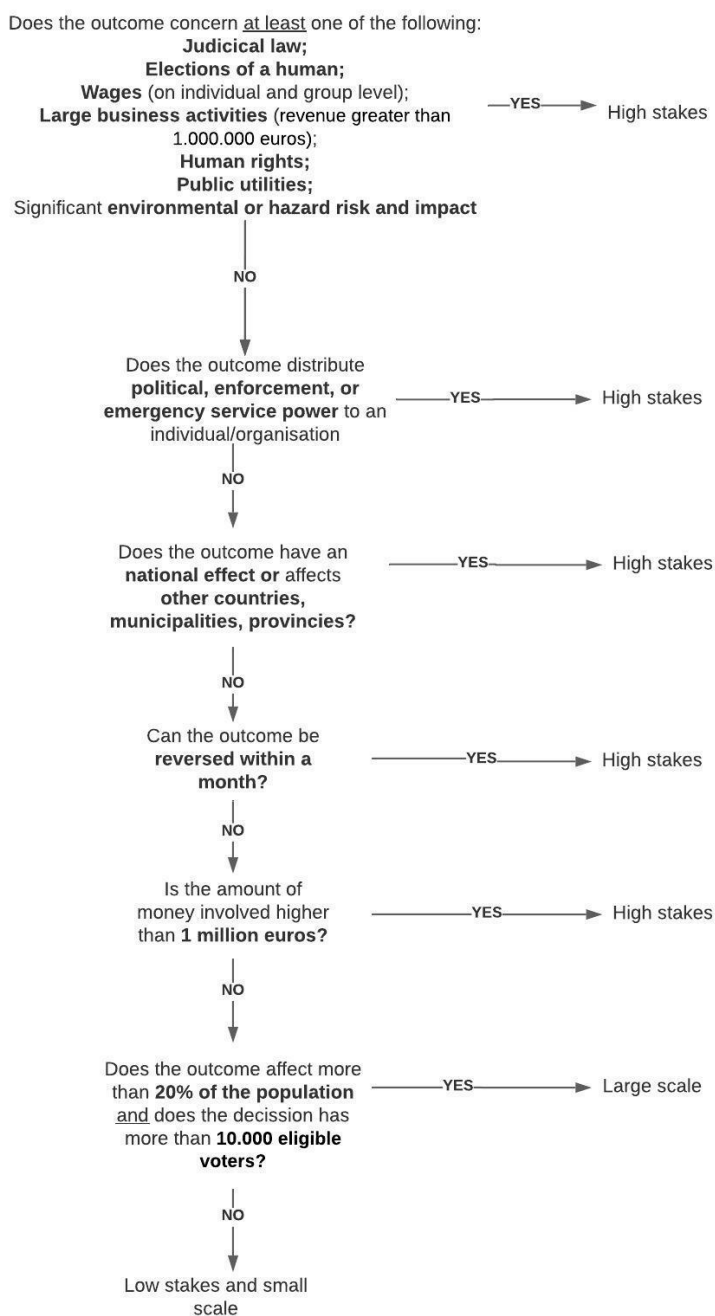 Does the outcome concern at least one of the following:
Judicical law;
Elections of a human;
Wages (on individual and group level);
Large business activities (revenue greater than
1.000.000 euros);
Human rights;
Public utilities;
Significant environmental or hazard risk and impact
YES
High stakes
NO
Does the outcome distribute
political, enforcement, or
emergency service power to an
individual/organisation
YES
High stakes
NO
Does the outcome have an
national effect or affects
other countries,
municipalities, provincies?
YES
High stakes
NO
Can the outcome be
reversed within a
month?
YES
High stakes
NO
Is the amount of
money involved higher
than 1 million euros?
YES
High stakes
NO
Does the outcome affect more
than 20% of the population
and does the decission has
more than 10.000 eligible
voters?
YES
Large scale
NO
Low stakes and small
scale